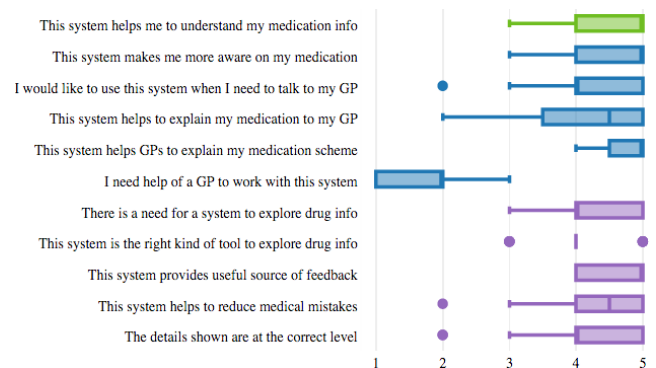 This system helps me to understand my medication info
This system makes me more aware on my medication
I would like to use this system when I need to talk to my GP
This system helps to explain my medication to my GP
This system helps GPs to explain my medication scheme
I need help of a GP to work with this system
There is a need for a system to explore drug info
This system is the right kind of tool to explore drug info
This system provides useful source of feedback
This system helps to reduce medical mistakes
The details shown are at the correct level
1 2 3 4 5